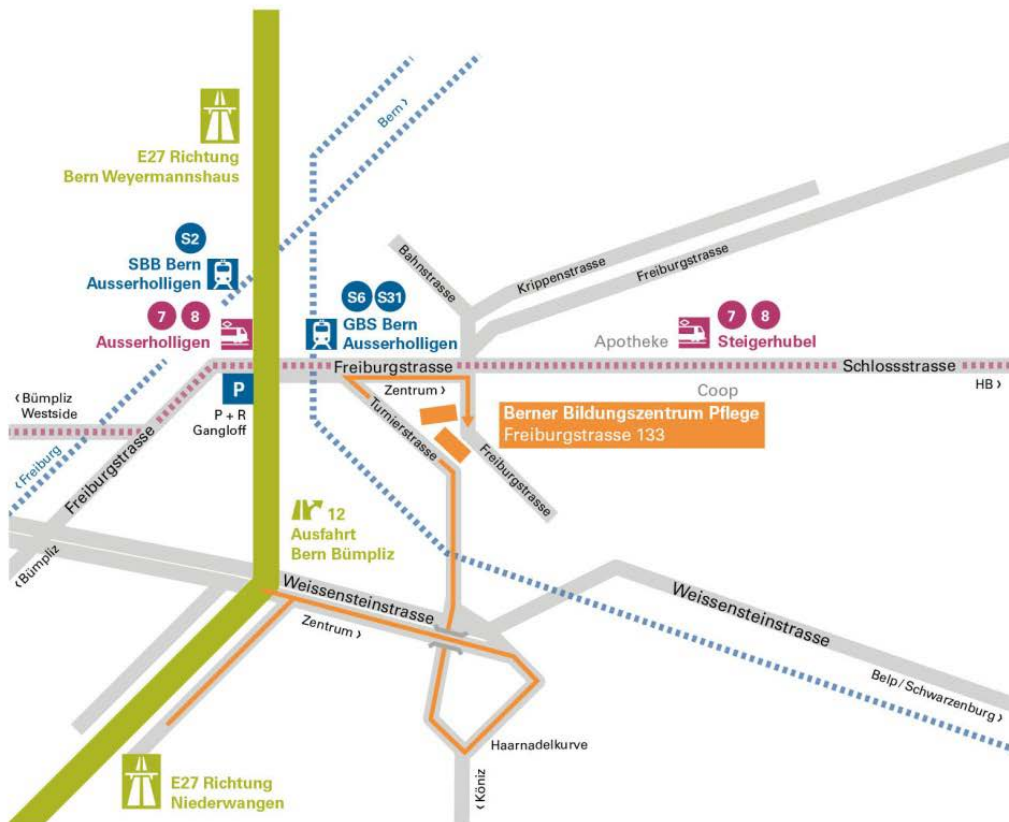 Bern ›
E27 Richtung
Bern Weyermannshaus
S2
SBB Bern
Ausserholligen
7 8
Ausserholligen
S6 S31
GBS Bern
Ausserholligen
Bahnstrasse
Krippenstrasse
Freiburgstrasse
Apotheke
7 8
Steigerhubel
Freiburgstrasse
Schlossstrasse
HB ›
P
P + R
Gangloff
Zentrum ›
Coop
‹ Bümpliz
Westside
Turnierstrasse
Berner Bildungszentrum Pflege
Freiburgstrasse 133
‹ Freiburg
Freiburgstrasse
Freiburgstrasse
12
Ausfahrt
Bern Bümpliz
‹ Bümpliz
Weissensteinstrasse
Zentrum ›
Weissensteinstrasse
Belp/Schwarzenburg ›
Haarnadelkurve
‹ Köniz
E27 Richtung
Niederwangen